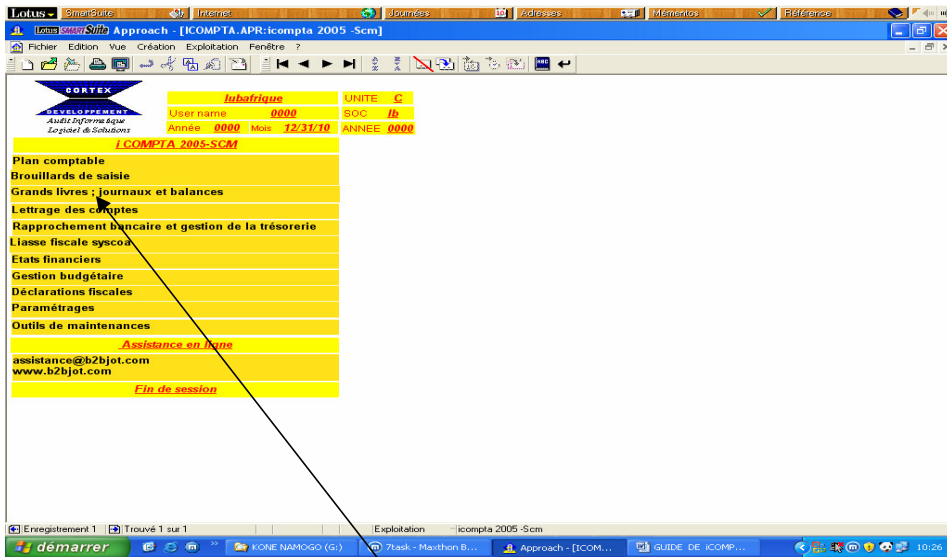 Lotus SmartSuite Internet Journées 10 Adresses Mémentos Référence
Lotus SMARTSuite Approach - [ICOMPTA.APR:icompta 2005 -Scm]
Fichier Edition Vue Création Exploitation Fenêtre ?
CORTEX
DEVELOPPEMENT
Audit Informatique
Logiciel & Solutions
lubafrique UNITE C
User name 0000 SOC lb
Année 0000 Mois 12/31/10 ANNEE 0000
i COMPTA 2005-SCM
Plan comptable
Brouillards de saisie
Grands livres ; journaux et balances
Lettrage des comptes
Rapprochement bancaire et gestion de la trésorerie
Liasse fiscale syscoa
Etats financiers
Gestion budgétaire
Déclarations fiscales
Paramétrages
Outils de maintenances
Assistance en ligne
assistance@b2bjot.com
www.b2bjot.com
Fin de session
Enregistrement 1 Trouvé 1 sur 1 Exploitation icompta 2005 -Scm
démarrer » KONE NAMOGO (G:) 7task - Maxthon B... Approach - [ICOM... GUIDE DE iCOMP... 10:26